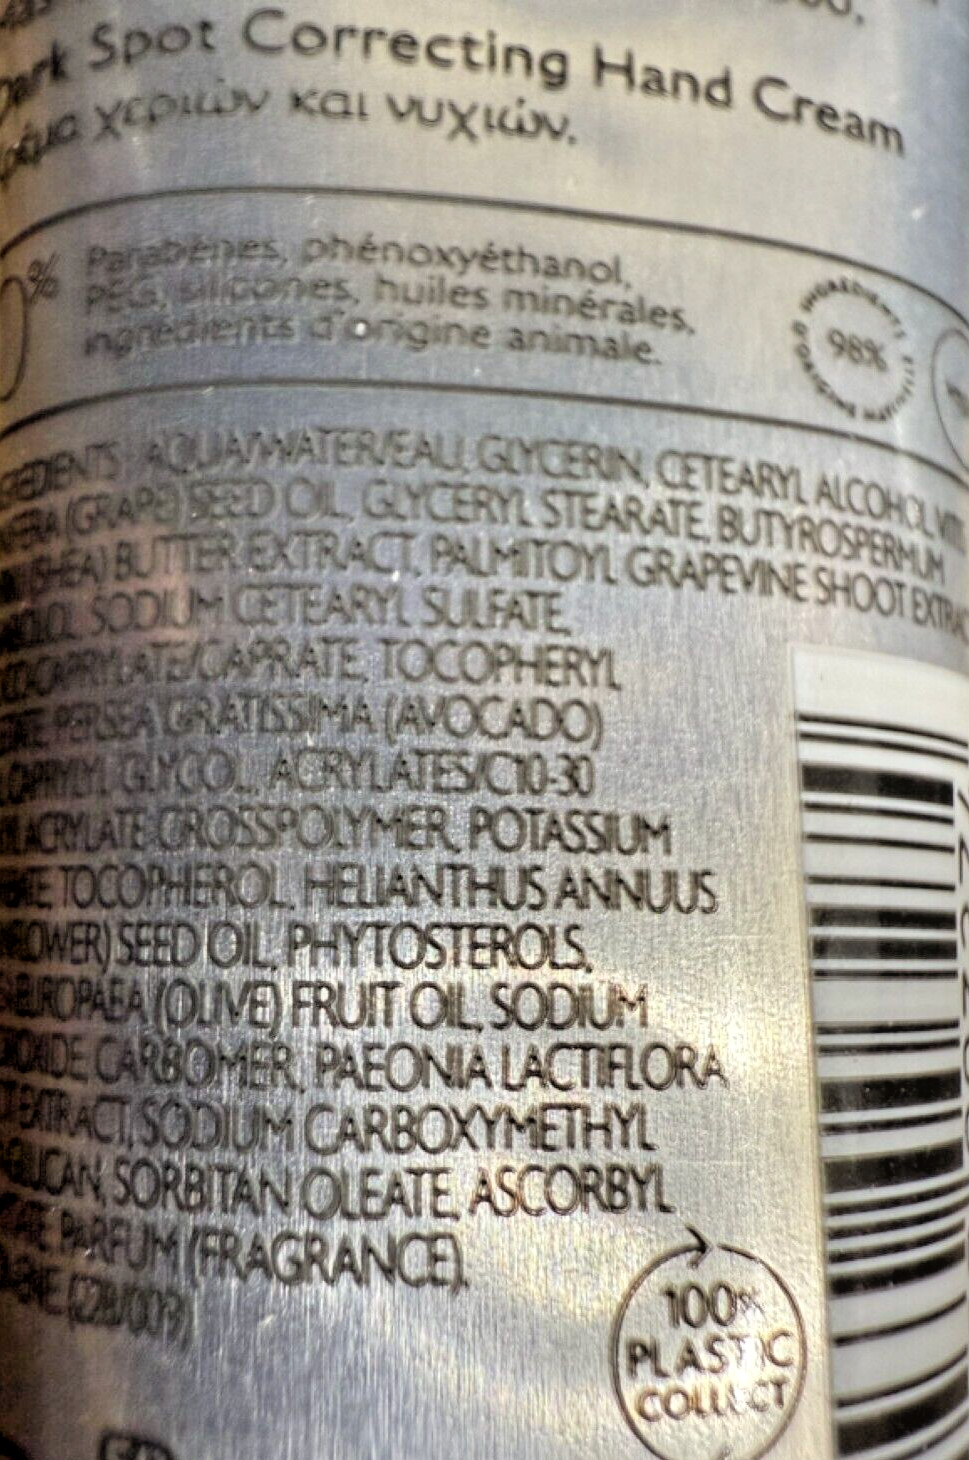 Dark Spot Correcting Hand Cream
χεριών και νυχιών.
0% Parabènes, phénoxyéthanol,
PEG, silicones, huiles minérales,
ingrédients d'origine animale.
98%
AQUA/WATER/EAU, GLYCERIN, CETEARYL ALCOHOL,
(GRAPE) SEED OIL, GLYCERYL STEARATE, BUTYROSPERMUM
(SHEA) BUTTER EXTRACT, PALMITOYL GRAPEVINE SHOOT
SODIUM CETEARYL SULFATE,
TOCOPHERYL
PERSEA GRATISSIMA (AVOCADO)
GLYCOL, ACRYLATES/C10-30
CROSSPOLYMER, POTASSIUM
TOCOPHEROL, HELIANTHUS ANNUUS
SEED OIL, PHYTOSTEROLS,
EUROPAEA (OLIVE) FRUIT OIL, SODIUM
CARBOMER, PAEONIA LACTIFLORA
EXTRACT, SODIUM CARBOXYMETHYL
SORBITAN OLEATE, ASCORBYL
PARFUM (FRAGRANCE).
100%
PLASTIC
COLLECT